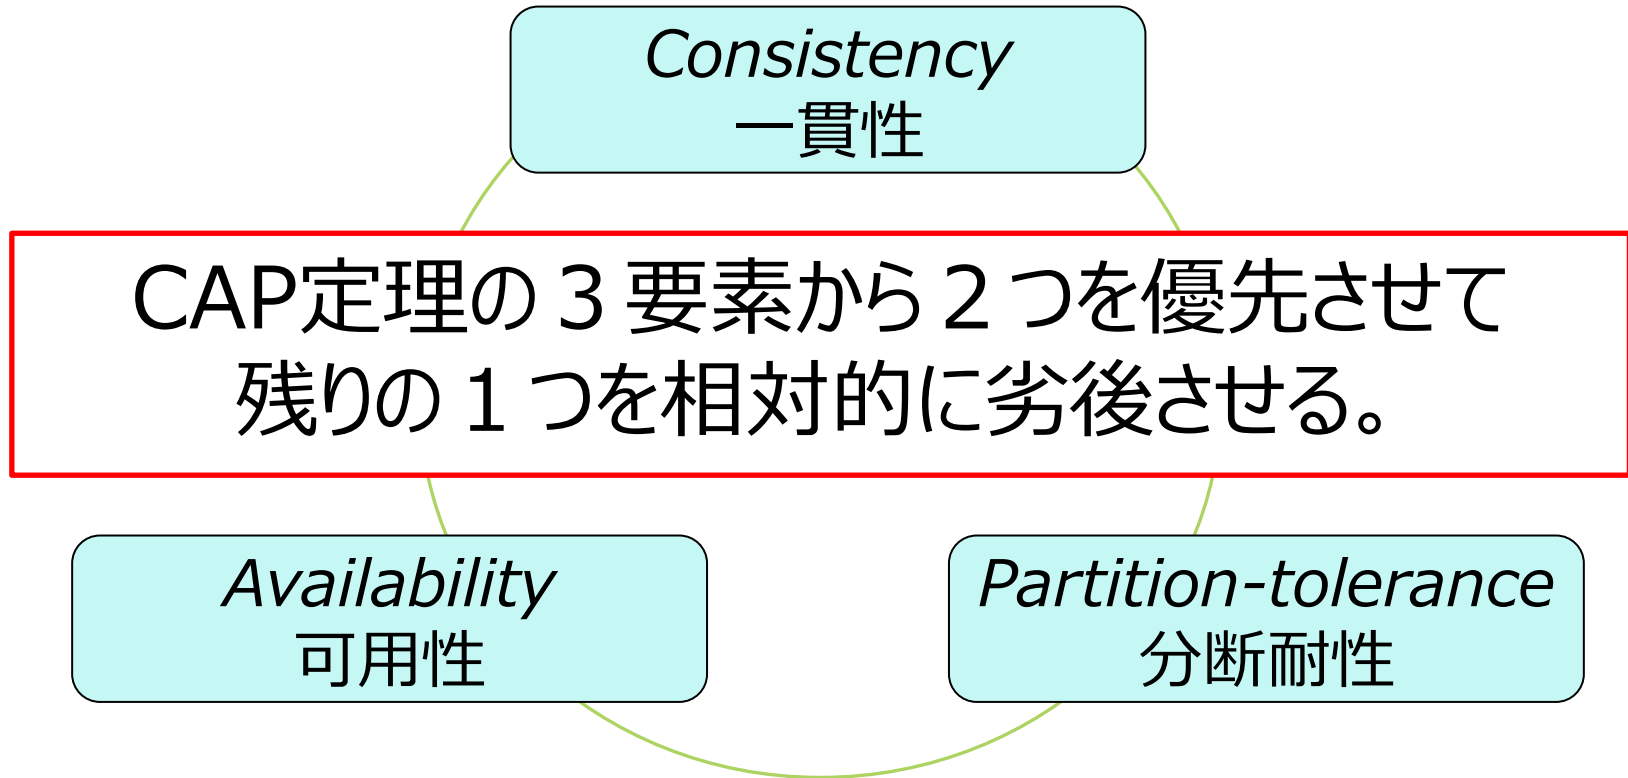 Consistency
一貫性
CAP定理の３要素から２つを優先させて
残りの１つを相対的に劣後させる。
Availability
可用性
Partition-tolerance
分断耐性